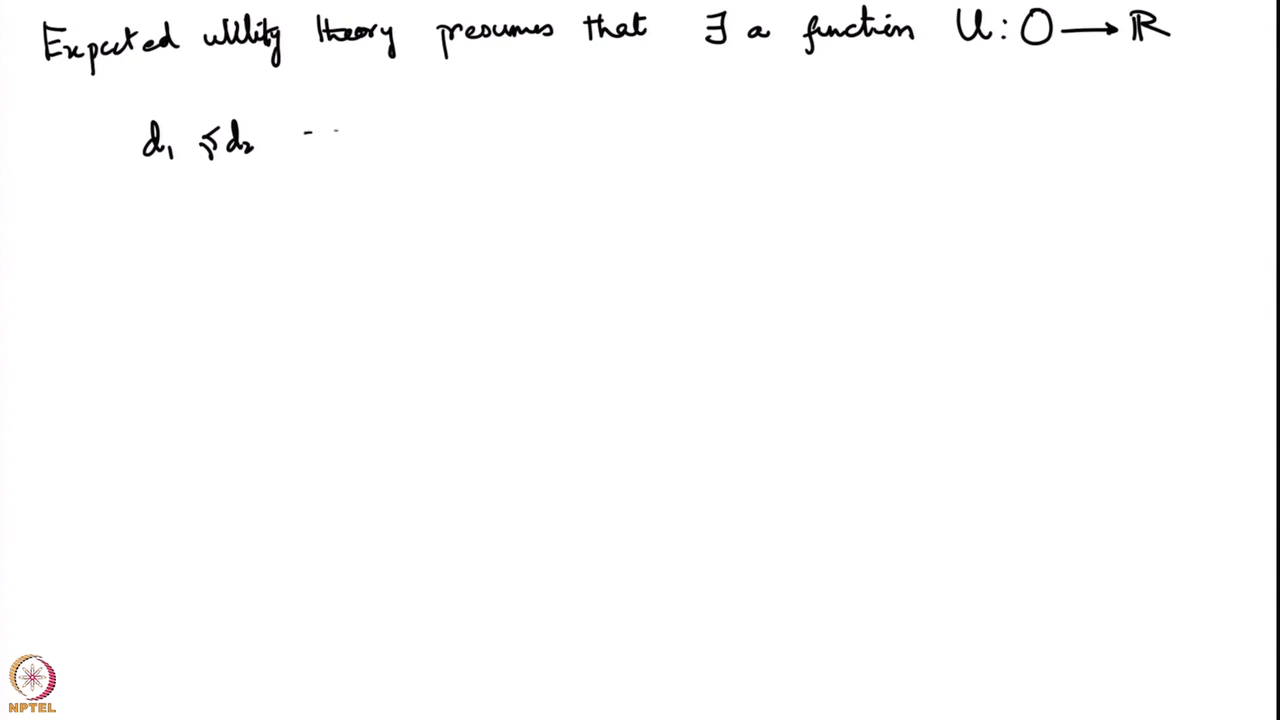 Expected utility theory presumes that ∃ a function U : O ⟶ ℝ
d₁ ≼ d₂ -
NPTEL